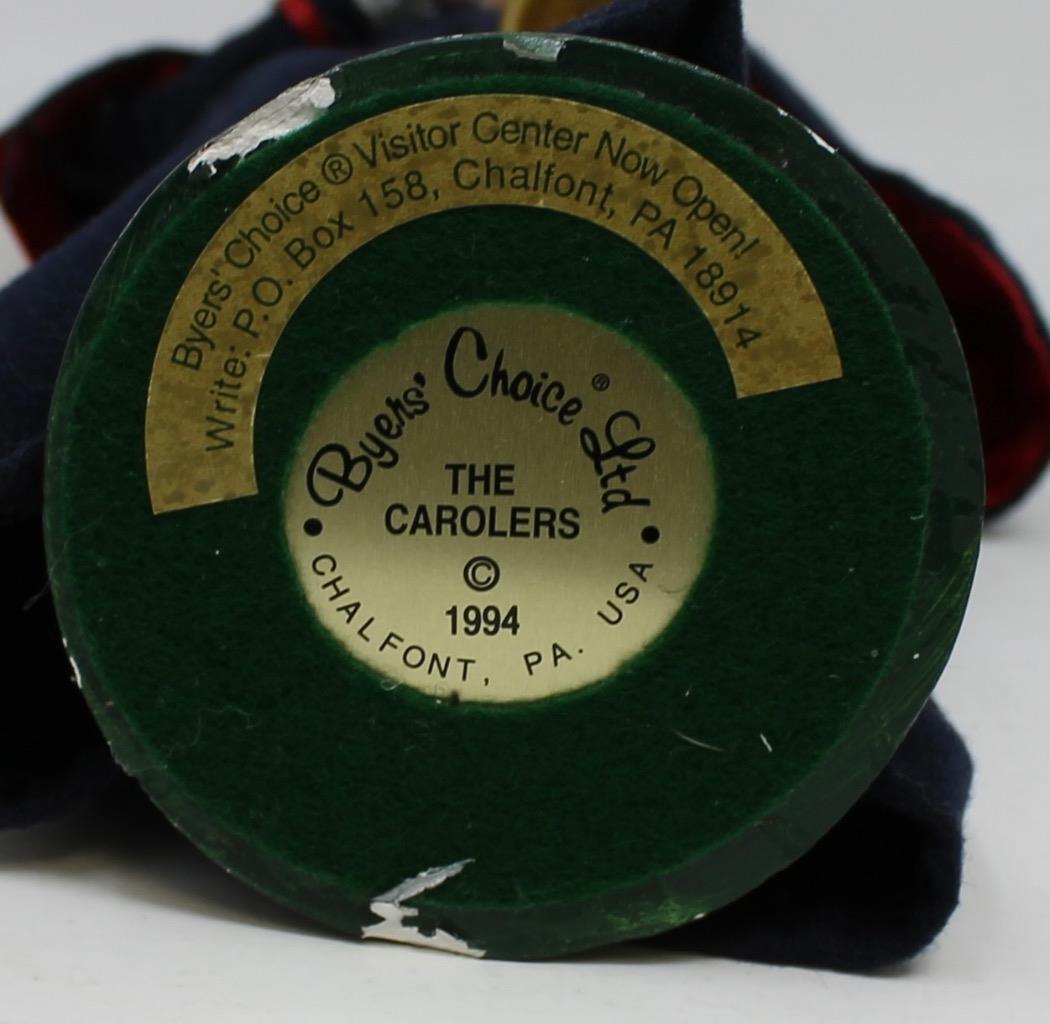 Byers' Choice ® Visitor Center Now Open!
Write: P.O. Box 158, Chalfont, PA 18914
Byers' Choice ® Ltd
THE
CAROLERS
©
1994
• CHALFONT, PA. USA •